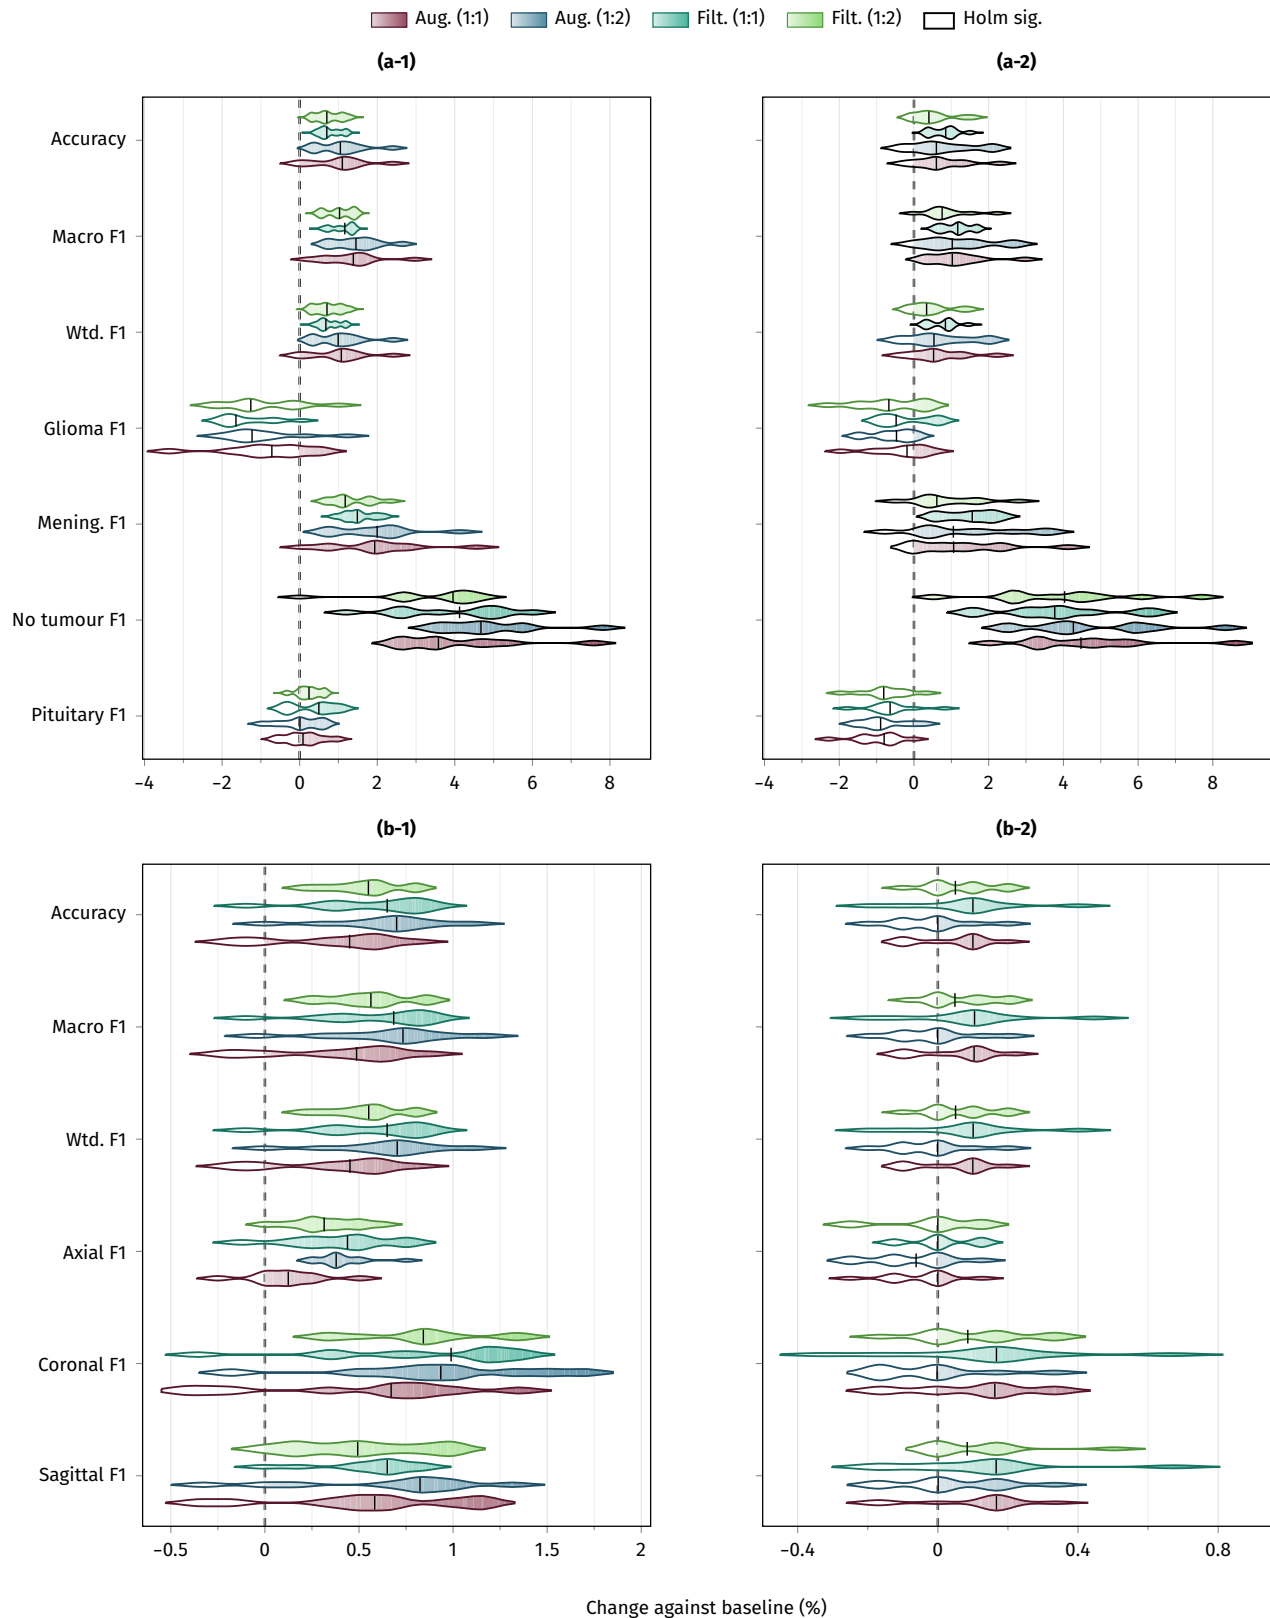 Aug. (1:1) Aug. (1:2) Filt. (1:1) Filt. (1:2) Holm sig.
(a-1) (a-2)
Accuracy
Macro F1
Wtd. F1
Glioma F1
Mening. F1
No tumour F1
Pituitary F1
−4 −2 0 2 4 6 8 −4 −2 0 2 4 6 8
(b-1) (b-2)
Accuracy
Macro F1
Wtd. F1
Axial F1
Coronal F1
Sagittal F1
−0.5 0 0.5 1 1.5 2 −0.4 0 0.4 0.8
Change against baseline (%)